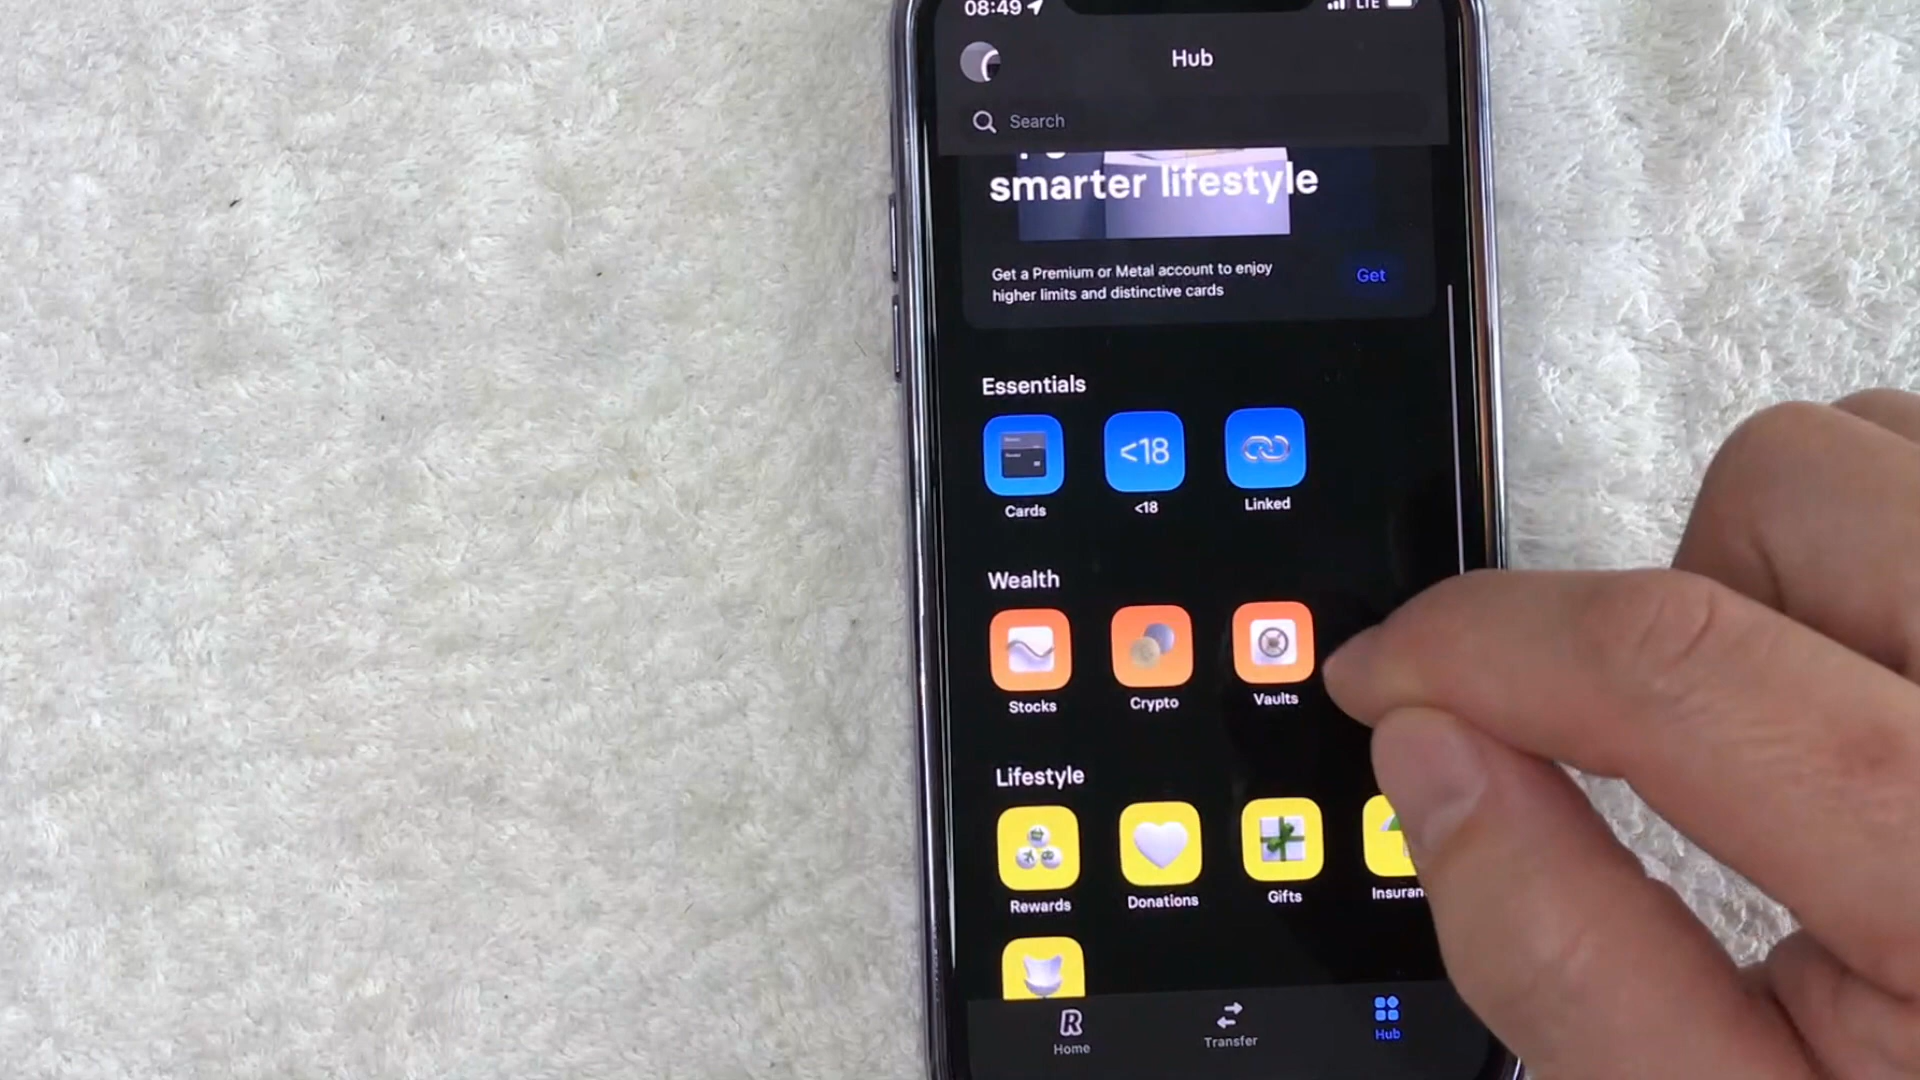 08:49
LTE
Hub
Search
smarter lifestyle
Get a Premium or Metal account to enjoy
higher limits and distinctive cards
Get
Essentials
<18
Cards
<18
Linked
Wealth
Stocks
Crypto
Vaults
Lifestyle
Rewards
Donations
Gifts
Insuran
R
Home
Transfer
Hub